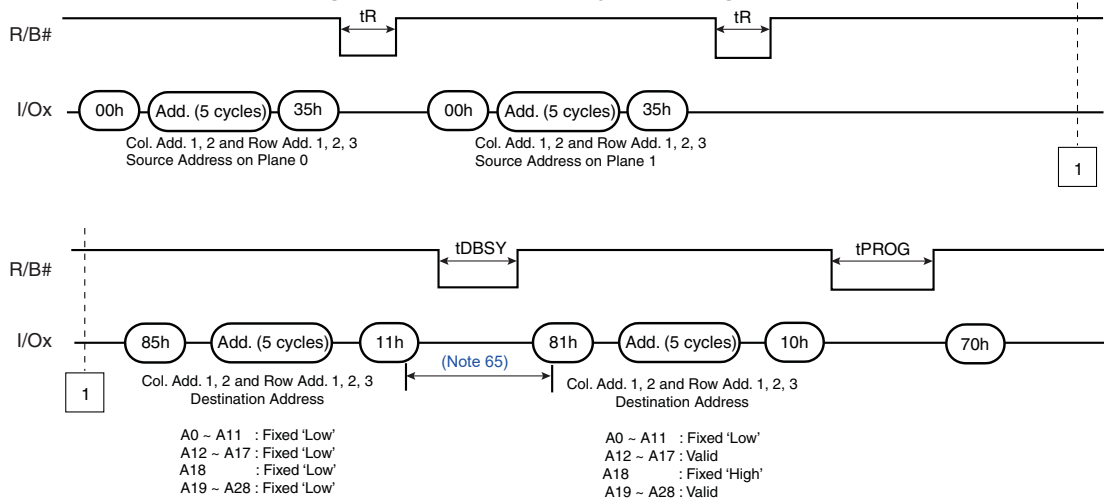 tR tR
R/B#
I/Ox 00h Add. (5 cycles) 35h 00h Add. (5 cycles) 35h
Col. Add. 1, 2 and Row Add. 1, 2, 3
Source Address on Plane 0
Col. Add. 1, 2 and Row Add. 1, 2, 3
Source Address on Plane 1
1
tDBSY tPROG
R/B#
I/Ox 85h Add. (5 cycles) 11h (Note 65) 81h Add. (5 cycles) 10h 70h
1
Col. Add. 1, 2 and Row Add. 1, 2, 3
Destination Address
A0 ~ A11 : Fixed 'Low'
A12 ~ A17 : Fixed 'Low'
A18 : Fixed 'Low'
A19 ~ A28 : Fixed 'Low'
Col. Add. 1, 2 and Row Add. 1, 2, 3
Destination Address
A0 ~ A11 : Fixed 'Low'
A12 ~ A17 : Valid
A18 : Fixed 'High'
A19 ~ A28 : Valid